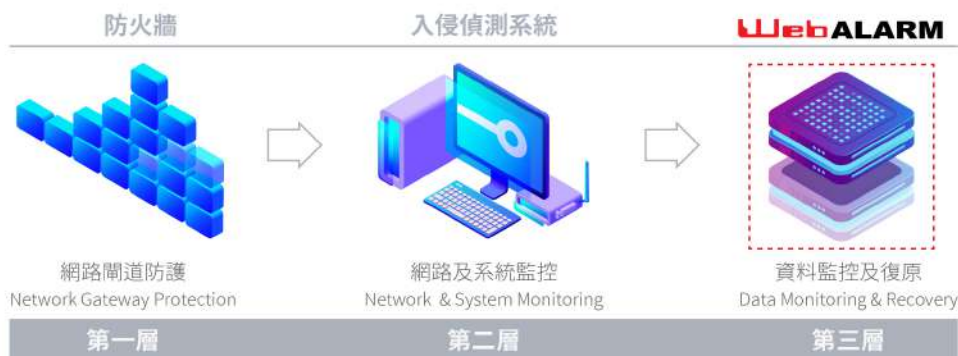 防火牆
入侵偵測系統
WebALARM
網路閘道防護
Network Gateway Protection
網路及系統監控
Network & System Monitoring
資料監控及復原
Data Monitoring & Recovery
第一層
第二層
第三層